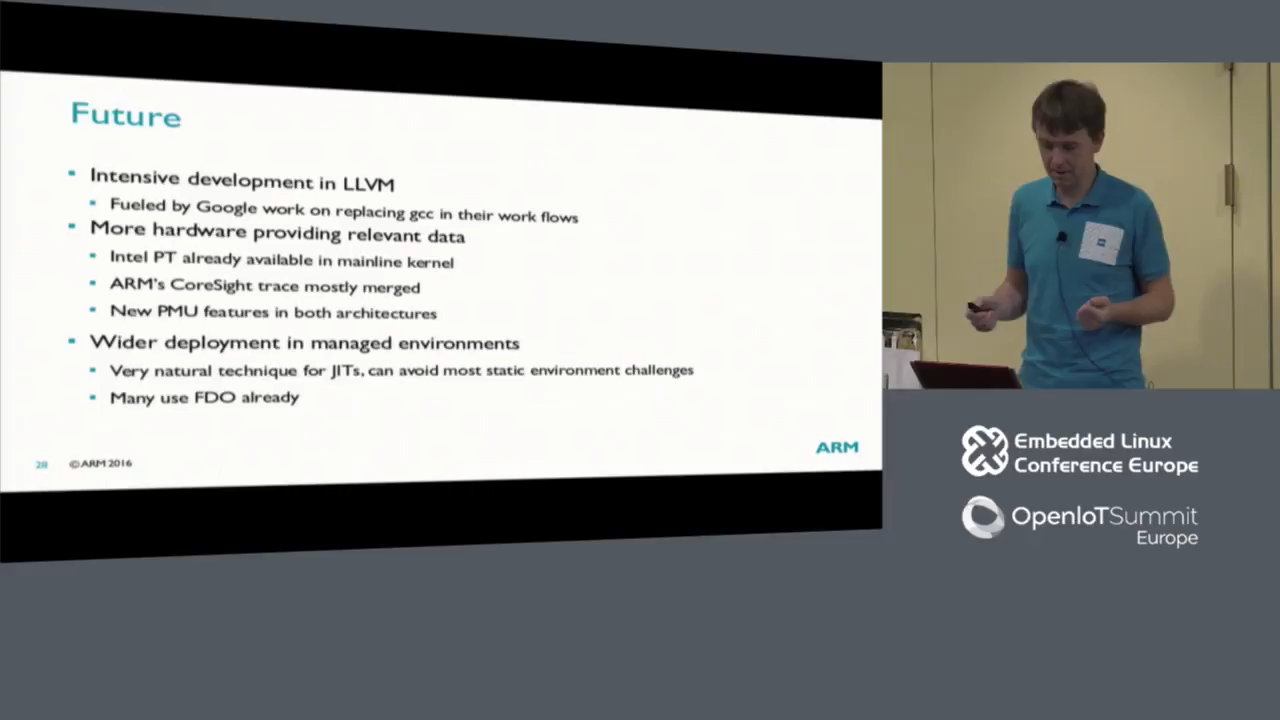 Future
Intensive development in LLVM
Fueled by Google work on replacing gcc in their work flows
More hardware providing relevant data
Intel PT already available in mainline kernel
ARM's CoreSight trace mostly merged
New PMU features in both architectures
Wider deployment in managed environments
Very natural technique for JITs, can avoid most static environment challenges
Many use FDO already
28 ©ARM 2016
ARM
Embedded Linux
Conference Europe
OpenIoTSummit
Europe